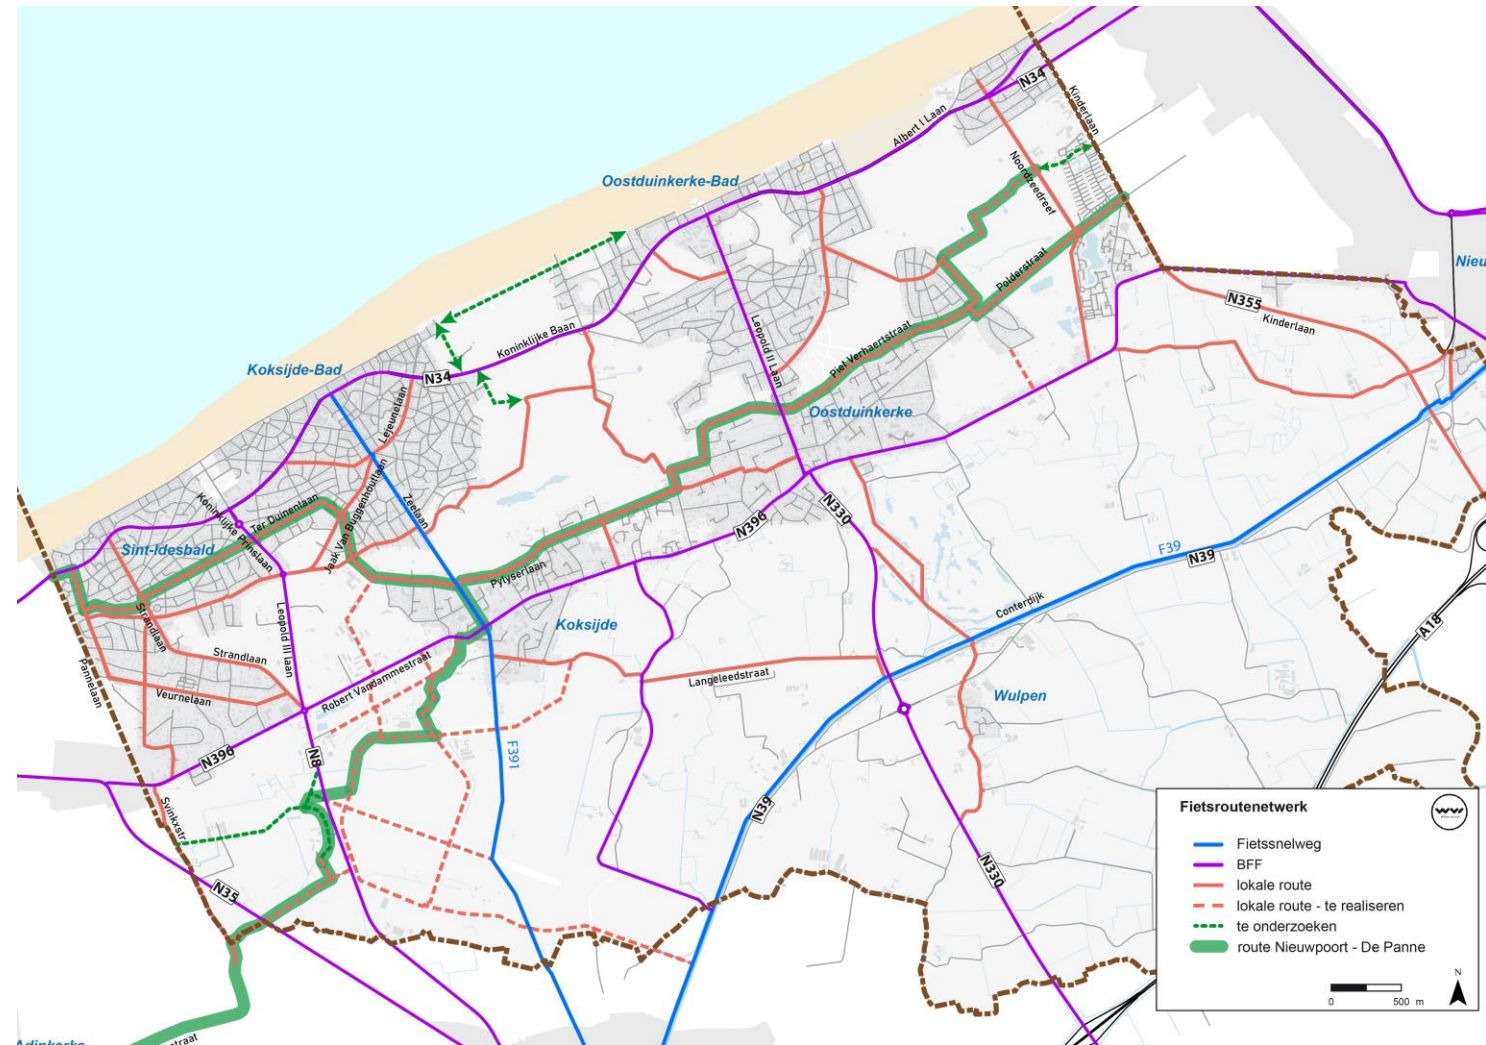 N34
Kinderlaan
Albert I Laan
Noordzeedreef
Oostduinkerke-Bad
Polderstraat
Nieu
N355
Kinderlaan
Leopold II Laan
Koninklijke Baan
Piet Verhaertstraat
Koksijde-Bad
N34
Lejeunelaan
Oostduinkerke
Jaak Van Buggenhoutlaan
Zeelaan
Koninklijke Prinslaan
Ter Duinenlaan
N330
N396
Sint-Idesbald
F39
N39
Pylyserlaan
Conterdijk
Strandlaan
Leopold III laan
Koksijde
A18
Strandlaan
Pannelaan
Langeleedstraat
Veurnelaan
Robert Vandammestraat
Wulpen
N396
N8
F391
Svinkxstr
N39
N330
N35
Fietsroutenetwerk
Fietssnelweg
BFF
lokale route
lokale route - te realiseren
te onderzoeken
route Nieuwpoort - De Panne
N
0 500 m
Adinkerke
straat